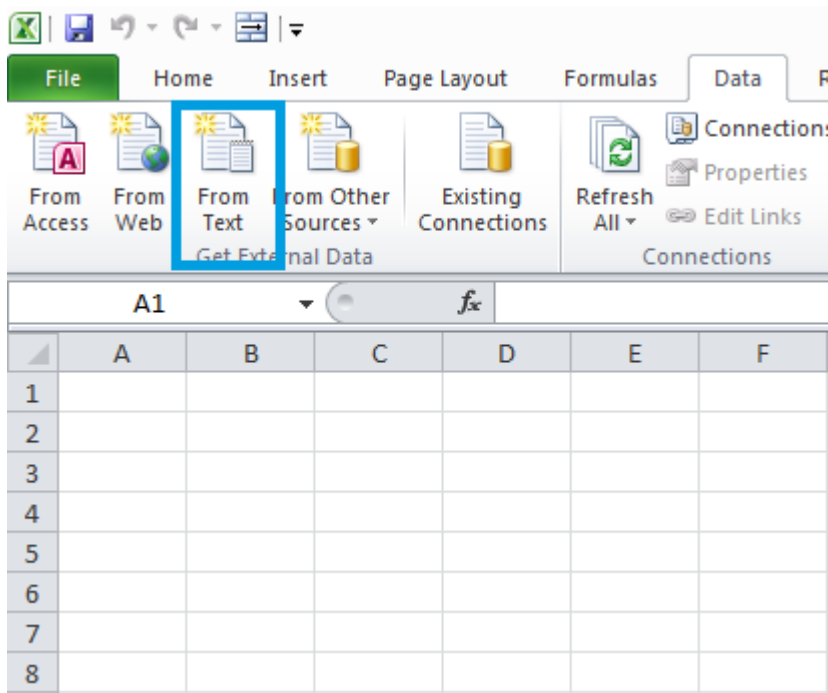 File Home Insert Page Layout Formulas Data
From Access From Web From Text From Other Sources Existing Connections Refresh All Connections
Properties
Edit Links
Get External Data Connections
A1 fx
A B C D E F
1
2
3
4
5
6
7
8